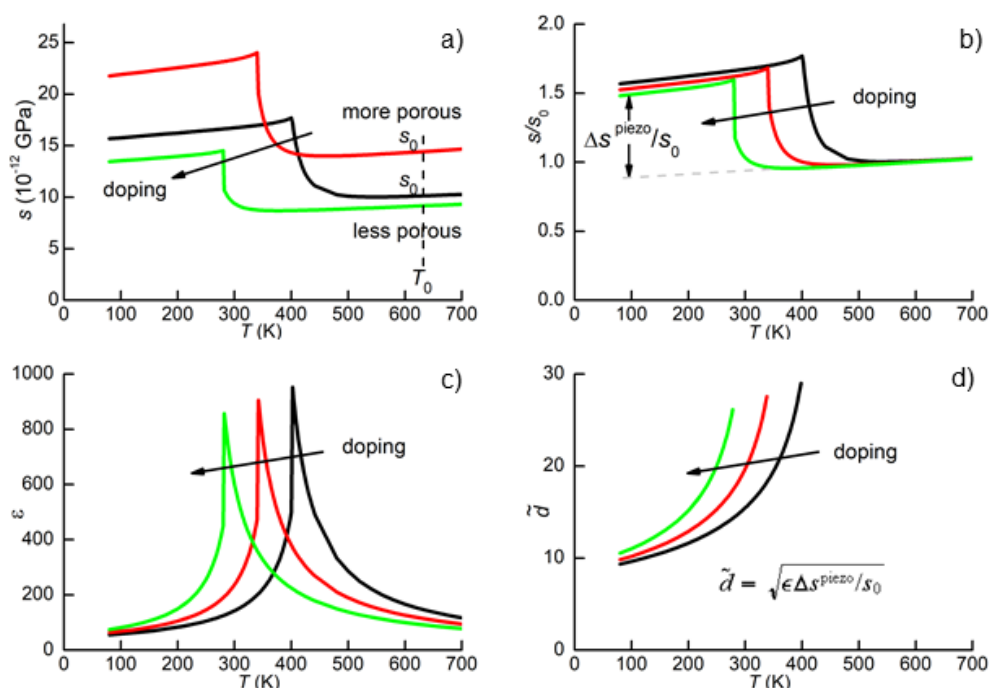 a)
25
20
15
10
5
0
s (10⁻¹² GPa)
more porous
s₀
s₀
doping
less porous
T₀
0 100 200 300 400 500 600 700
T (K)
b)
2.0
1.5
1.0
0.5
0.0
s/s₀
doping
Δs^piezo/s₀
0 100 200 300 400 500 600 700
T (K)
c)
1000
800
600
400
200
0
ε
doping
0 100 200 300 400 500 600 700
T (K)
d)
30
20
10
0
d̃
doping
d̃ = √(ϵΔs^piezo/s₀)
0 100 200 300 400 500 600 700
T (K)